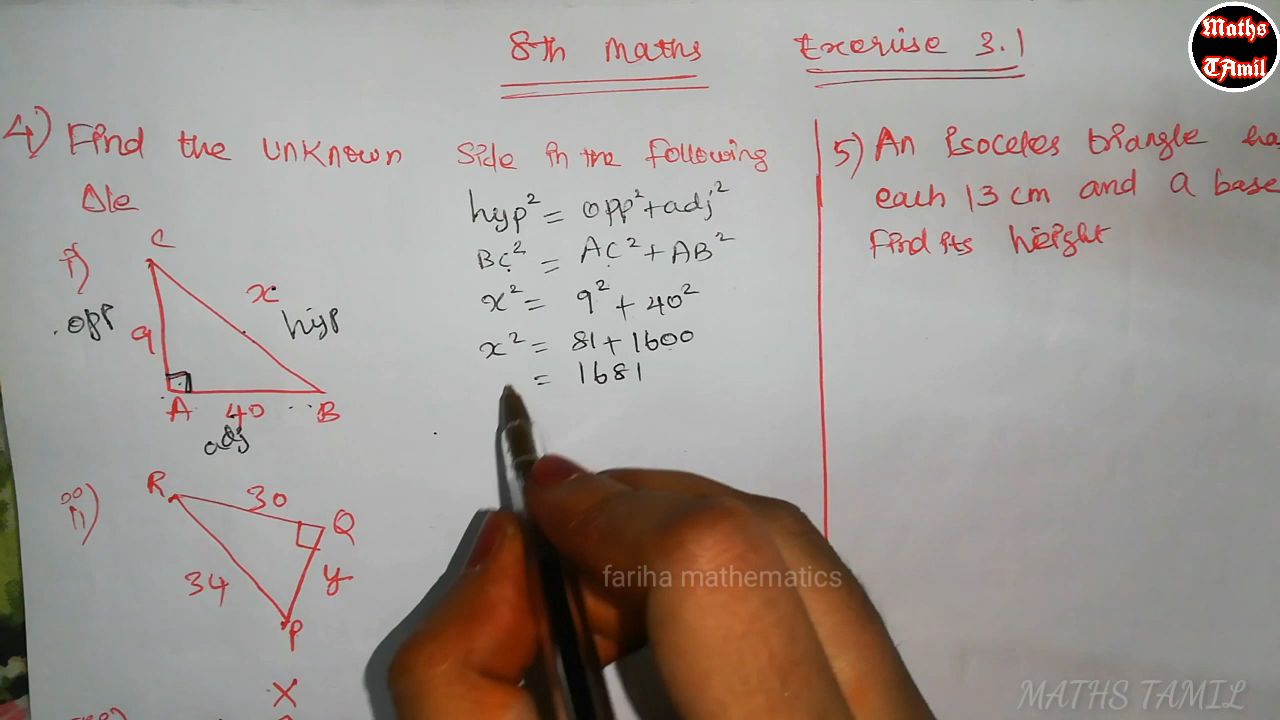 8th maths Exercise 3.1
Maths
TAmil
4) Find the unknown side in the following
Δle
i)
C
x
opp
hyp
9
A 40 B
adj
hyp² = opp² + adj²
BC² = AC² + AB²
x² = 9² + 40²
x² = 81 + 1600
= 1681
ii)
R 30 Q
34 y
P
X
5) An isoceles triangle ha
each 13 cm and a base
Find its height
fariha mathematics
MATHS TAMIL